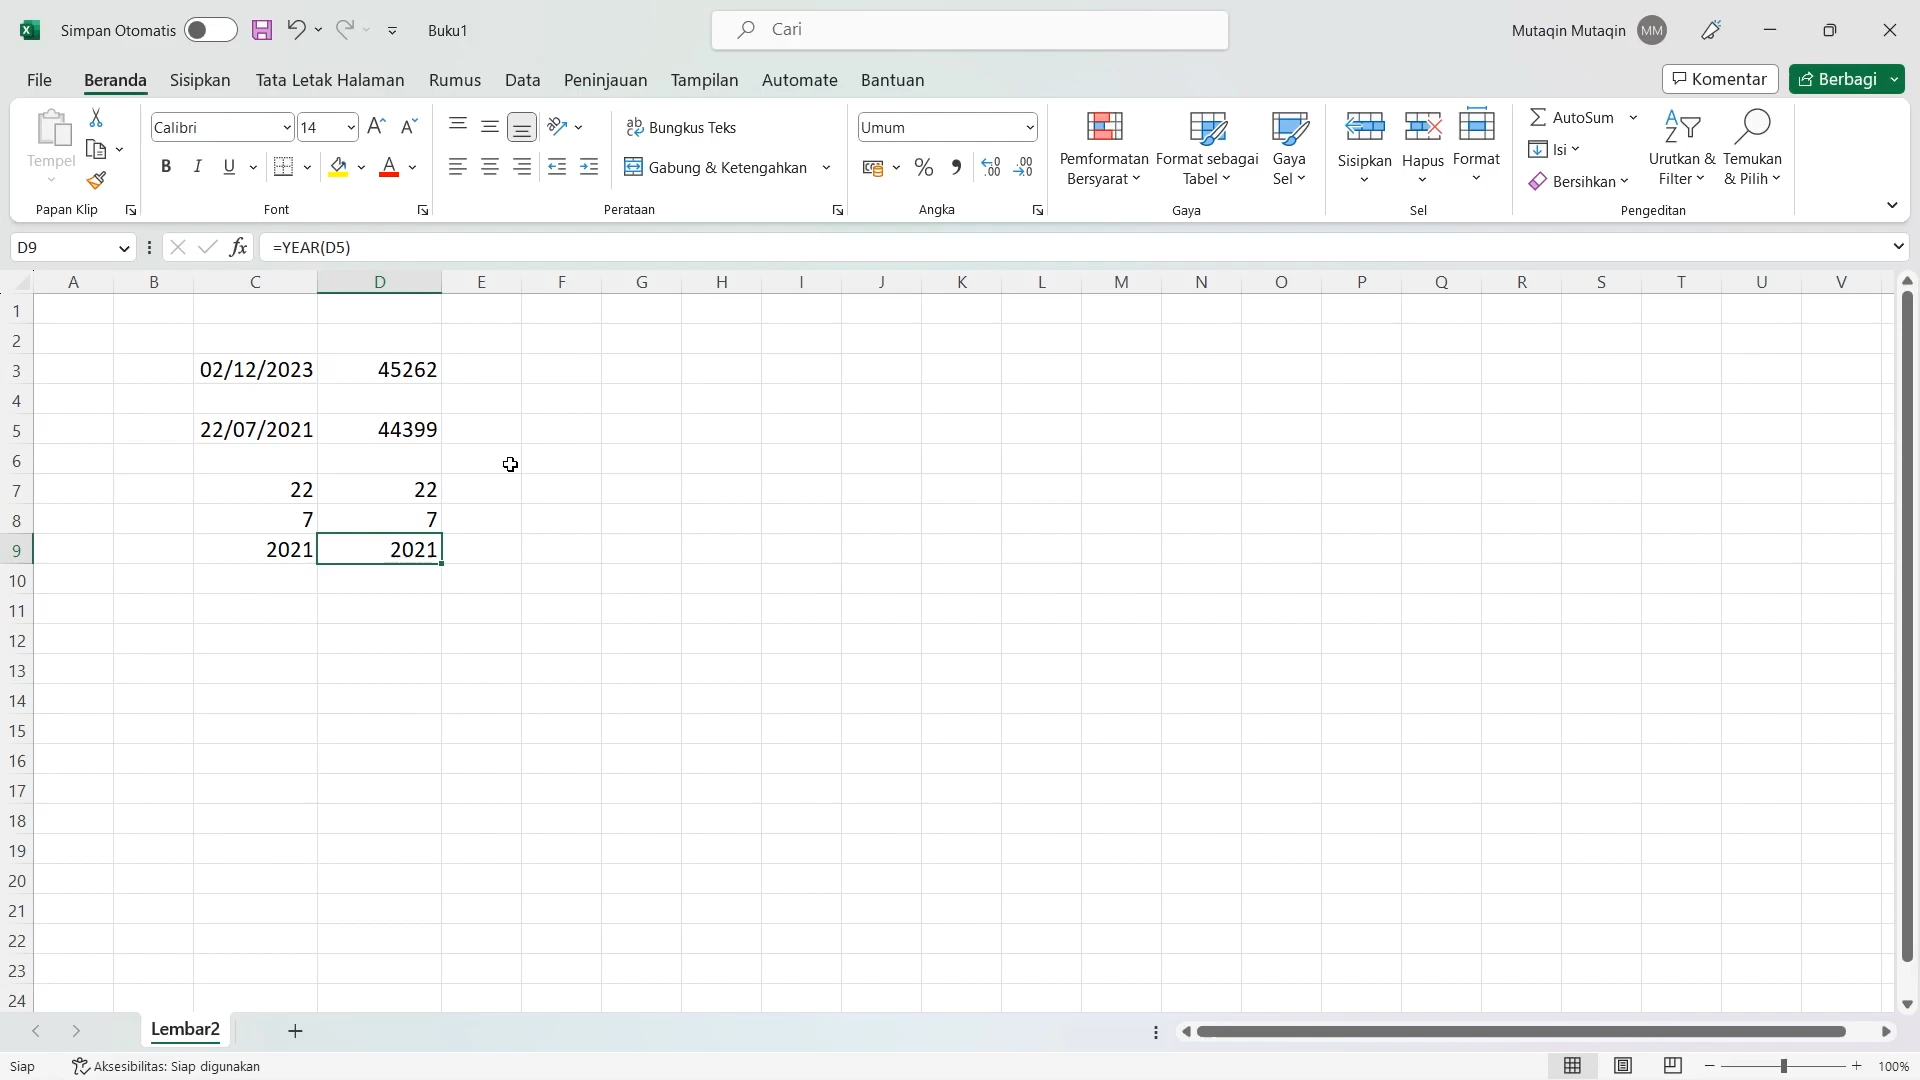 Simpan Otomatis Buku1 Cari Mutaqin Mutaqin MM
File Beranda Sisipkan Tata Letak Halaman Rumus Data Peninjauan Tampilan Automate Bantuan Komentar Berbagi
Tempel
Calibri 14
B I U A
ab Bungkus Teks
Gabung & Ketengahkan
Umum
Pemformatan Bersyarat
Format sebagai Tabel
Gaya Sel
Sisipkan Hapus Format
AutoSum
Isi
Bersihkan
Urutkan & Filter
Temukan & Pilih
Papan Klip Font Perataan Angka Gaya Sel Pengeditan
D9 fx =YEAR(D5)
A B C D E F G H I J K L M N O P Q R S T U V
1
2
3 02/12/2023 45262
4
5 22/07/2021 44399
6
7 22 22
8 7 7
9 2021 2021
10
11
12
13
14
15
16
17
18
19
20
21
22
23
24
Lembar2
Siap Aksesibilitas: Siap digunakan 100%